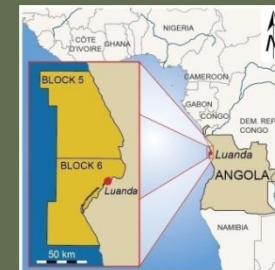 NIGERIA
CÔTE
D'IVOIRE
GHANA
CAMEROON
GABON
CONGO
DEM. REP
CONGO
Luanda
ANGOLA
NAMIBIA
BLOCK 5
BLOCK 6
Luanda
50 km